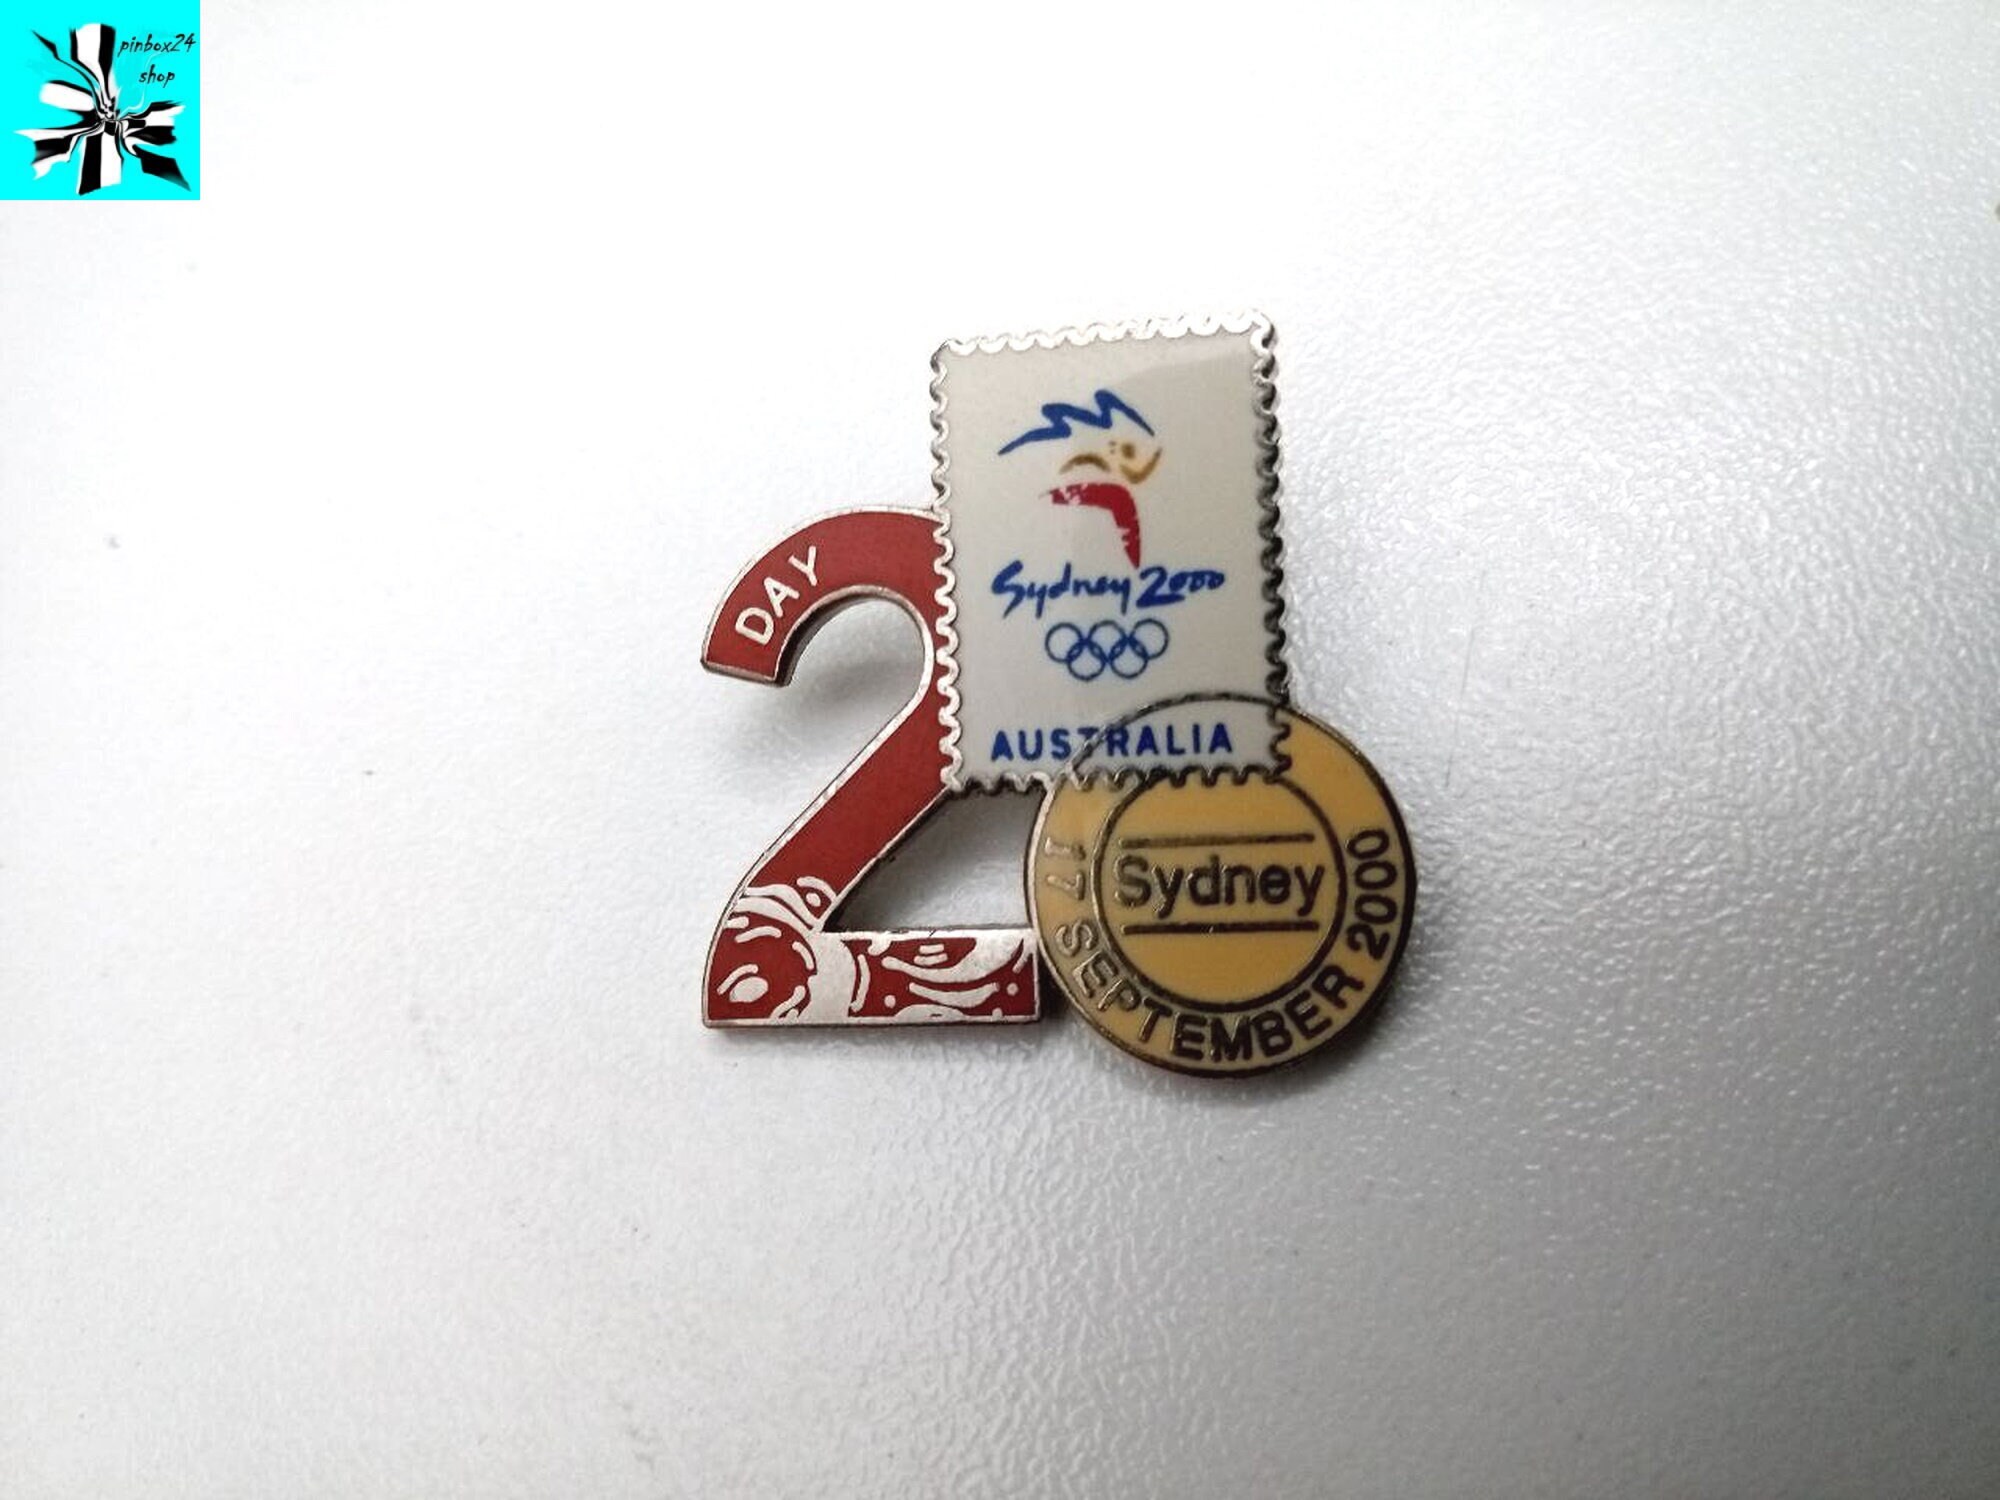 pinbox24
shop
DAY
2
Sydney 2000
AUSTRALIA
Sydney
17 SEPTEMBER 2000